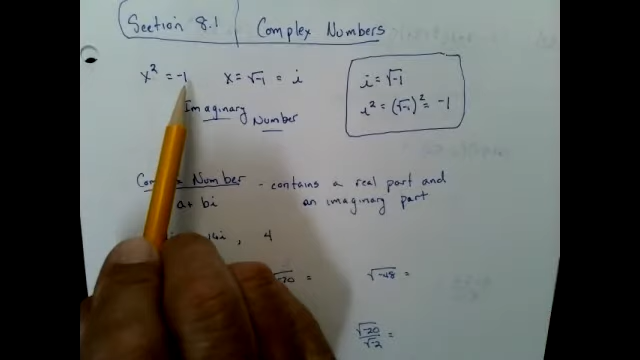 Section 8.1 Complex Numbers
x² = -1 x = √-1 = i
Imaginary Number
i = √-1
i² = (√-1)² = -1
Number - contains a real part and
an imaginary part
a + bi
, 4
= √-48 =
√-20/√-2 =